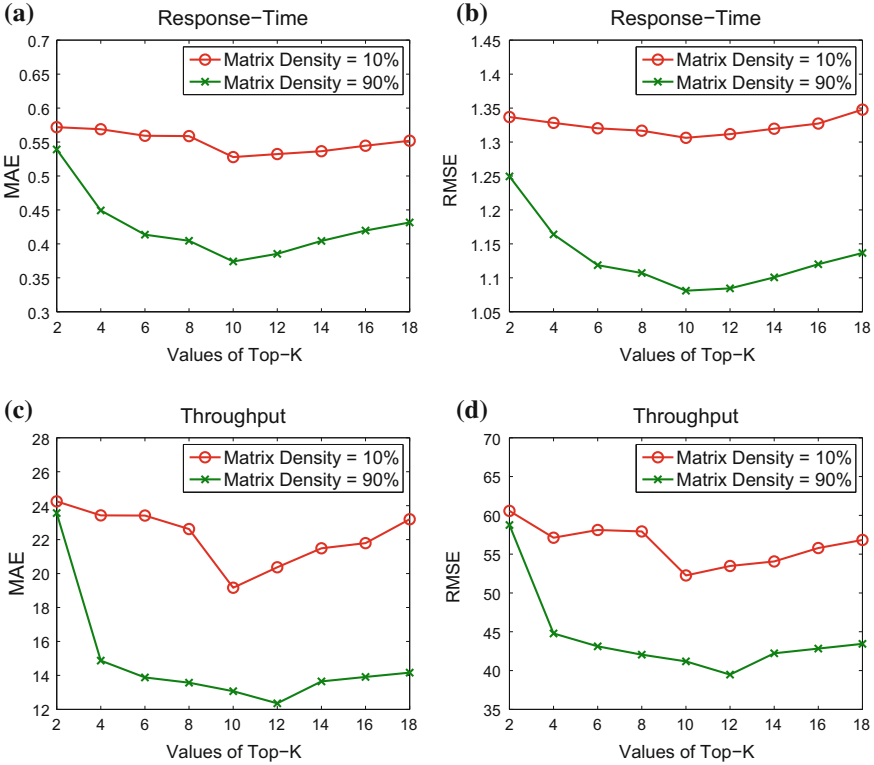 (a)
Response-Time
0.7
0.65
0.6
0.55
0.5
0.45
0.4
0.35
0.3
MAE
Matrix Density = 10%
Matrix Density = 90%
2 4 6 8 10 12 14 16 18
Values of Top-K
(b)
Response-Time
1.45
1.4
1.35
1.3
1.25
1.2
1.15
1.1
1.05
RMSE
Matrix Density = 10%
Matrix Density = 90%
2 4 6 8 10 12 14 16 18
Values of Top-K
(c)
Throughput
28
26
24
22
20
18
16
14
12
MAE
Matrix Density = 10%
Matrix Density = 90%
2 4 6 8 10 12 14 16 18
Values of Top-K
(d)
Throughput
70
65
60
55
50
45
40
35
RMSE
Matrix Density = 10%
Matrix Density = 90%
2 4 6 8 10 12 14 16 18
Values of Top-K